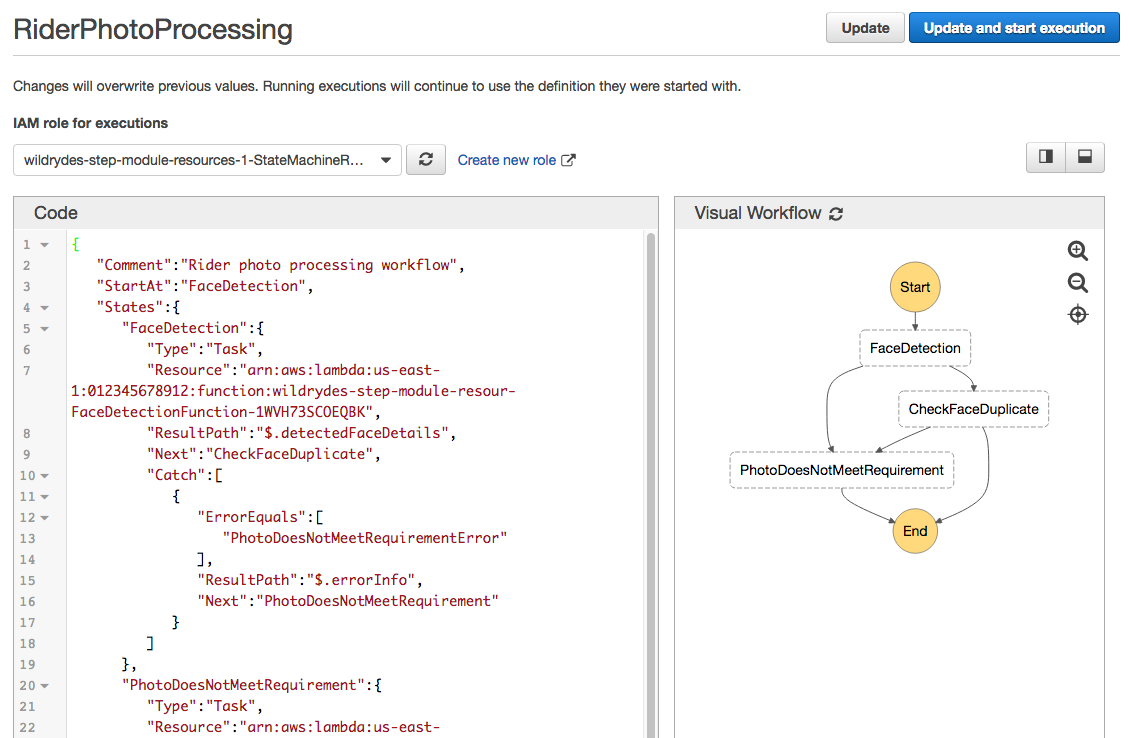 RiderPhotoProcessing
Update
Update and start execution
Changes will overwrite previous values. Running executions will continue to use the definition they were started with.
IAM role for executions
wildrydes-step-module-resources-1-StateMachineR...
Create new role
Code
1 {
2 "Comment":"Rider photo processing workflow",
3 "StartAt":"FaceDetection",
4 "States":{
5 "FaceDetection":{
6 "Type":"Task",
7 "Resource":"arn:aws:lambda:us-east-
1:012345678912:function:wildrydes-step-module-resour-
FaceDetectionFunction-1WVH73SCOEQBK",
8 "ResultPath":"$.detectedFaceDetails",
9 "Next":"CheckFaceDuplicate",
10 "Catch":[
11 {
12 "ErrorEquals":[
13 "PhotoDoesNotMeetRequirementError"
14 ],
15 "ResultPath":"$.errorInfo",
16 "Next":"PhotoDoesNotMeetRequirement"
17 }
18 ]
19 },
20 "PhotoDoesNotMeetRequirement":{
21 "Type":"Task",
22 "Resource":"arn:aws:lambda:us-east-
Visual Workflow
Start
FaceDetection
CheckFaceDuplicate
PhotoDoesNotMeetRequirement
End